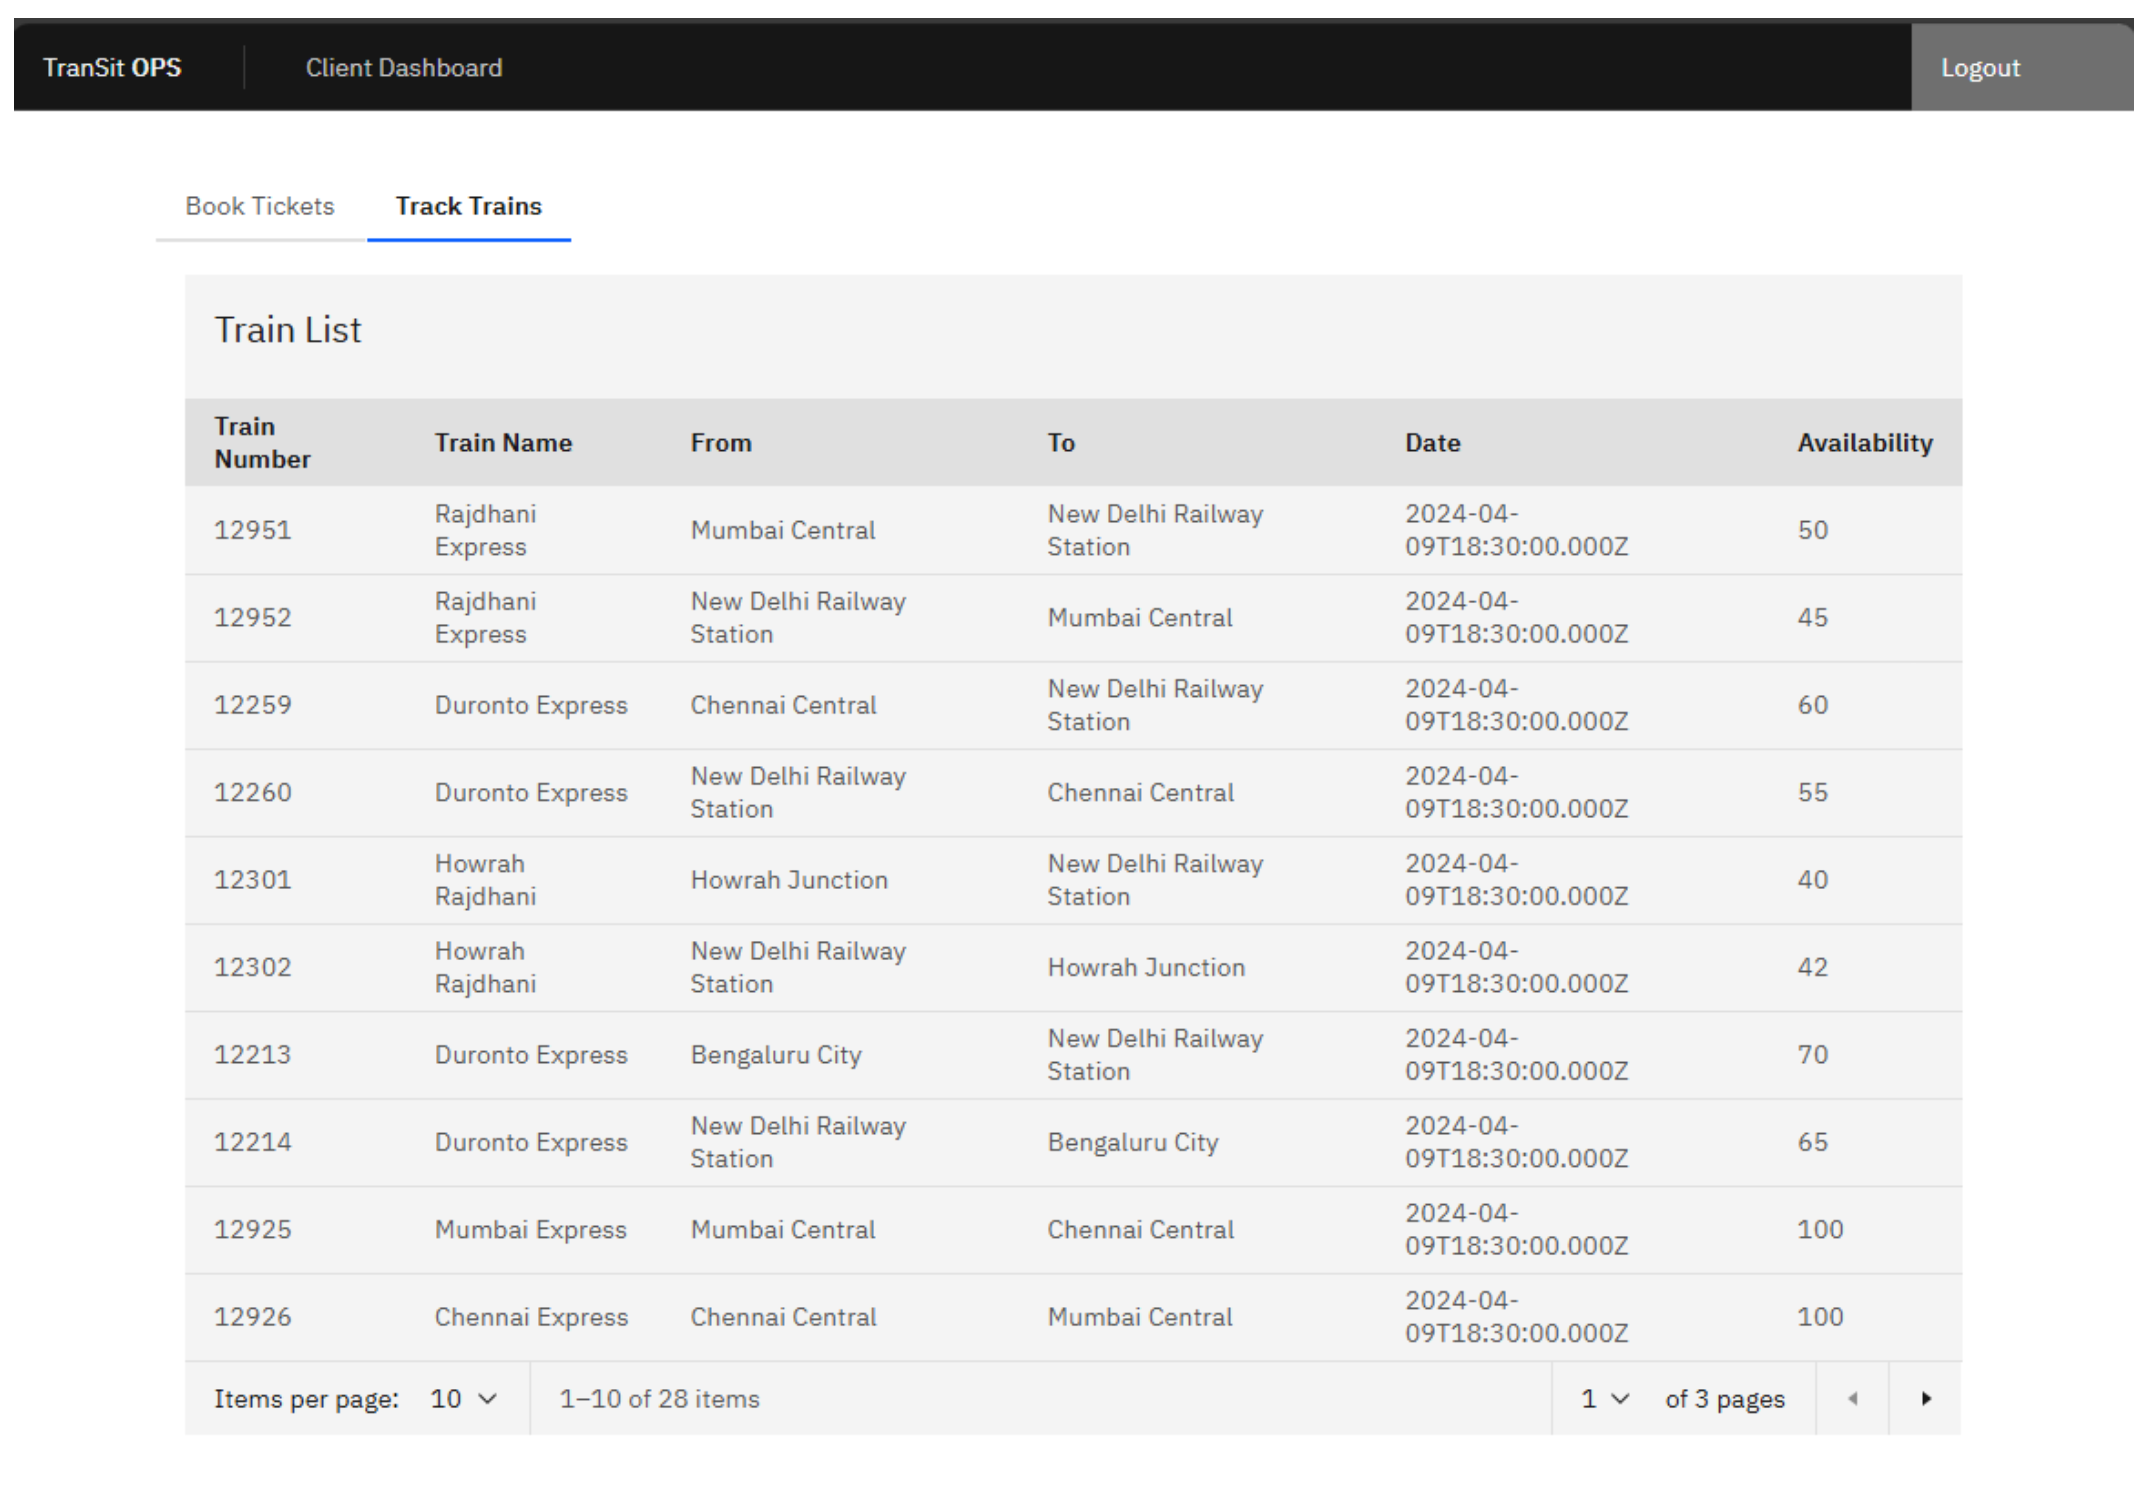 TranSit OPS Client Dashboard Logout
Book Tickets Track Trains
Train List
Train Number Train Name From To Date Availability
12951 Rajdhani Express Mumbai Central New Delhi Railway Station 2024-04-09T18:30:00.000Z 50
12952 Rajdhani Express New Delhi Railway Station Mumbai Central 2024-04-09T18:30:00.000Z 45
12259 Duronto Express Chennai Central New Delhi Railway Station 2024-04-09T18:30:00.000Z 60
12260 Duronto Express New Delhi Railway Station Chennai Central 2024-04-09T18:30:00.000Z 55
12301 Howrah Rajdhani Howrah Junction New Delhi Railway Station 2024-04-09T18:30:00.000Z 40
12302 Howrah Rajdhani New Delhi Railway Station Howrah Junction 2024-04-09T18:30:00.000Z 42
12213 Duronto Express Bengaluru City New Delhi Railway Station 2024-04-09T18:30:00.000Z 70
12214 Duronto Express New Delhi Railway Station Bengaluru City 2024-04-09T18:30:00.000Z 65
12925 Mumbai Express Mumbai Central Chennai Central 2024-04-09T18:30:00.000Z 100
12926 Chennai Express Chennai Central Mumbai Central 2024-04-09T18:30:00.000Z 100
Items per page: 10 1–10 of 28 items 1 of 3 pages